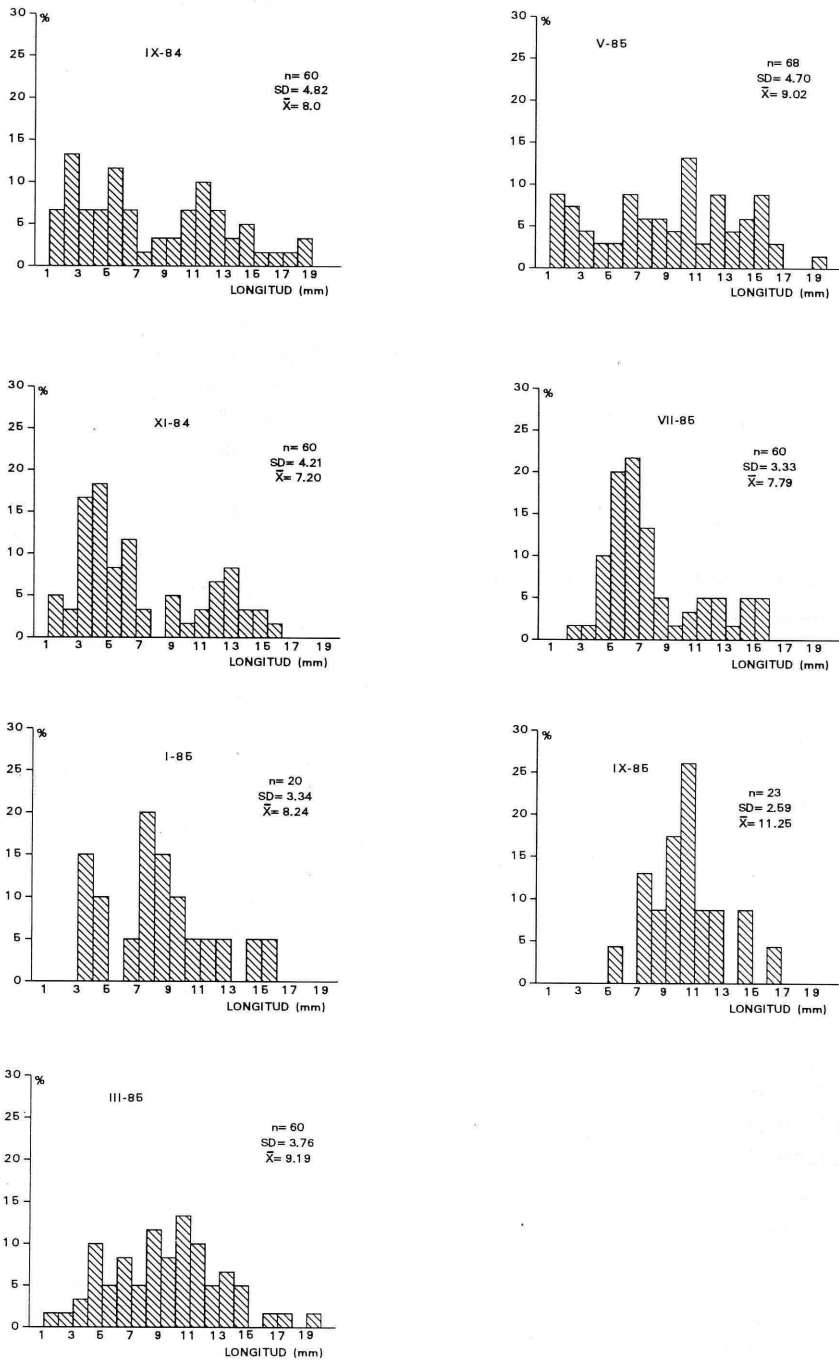 %
30
25
20
15
10
5
0
IX-84
n= 60
SD= 4.82
X̅= 8.0
1 3 5 7 9 11 13 15 17 19
LONGITUD (mm)
%
30
25
20
15
10
5
0
XI-84
n= 60
SD= 4.21
X̅= 7.20
1 3 5 7 9 11 13 15 17 19
LONGITUD (mm)
%
30
25
20
15
10
5
0
I-85
n= 20
SD= 3.34
X̅= 8.24
1 3 5 7 9 11 13 15 17 19
LONGITUD (mm)
%
30
25
20
15
10
5
0
III-85
n= 60
SD= 3.76
X̅= 9.19
1 3 5 7 9 11 13 15 17 19
LONGITUD (mm)
%
30
25
20
15
10
5
0
V-85
n= 68
SD= 4.70
X̅= 9.02
1 3 5 7 9 11 13 15 17 19
LONGITUD (mm)
%
30
25
20
15
10
5
0
VII-85
n= 60
SD= 3.33
X̅= 7.79
1 3 5 7 9 11 13 15 17 19
LONGITUD (mm)
%
30
25
20
15
10
5
0
IX-85
n= 23
SD= 2.59
X̅= 11.25
1 3 5 7 9 11 13 15 17 19
LONGITUD (mm)